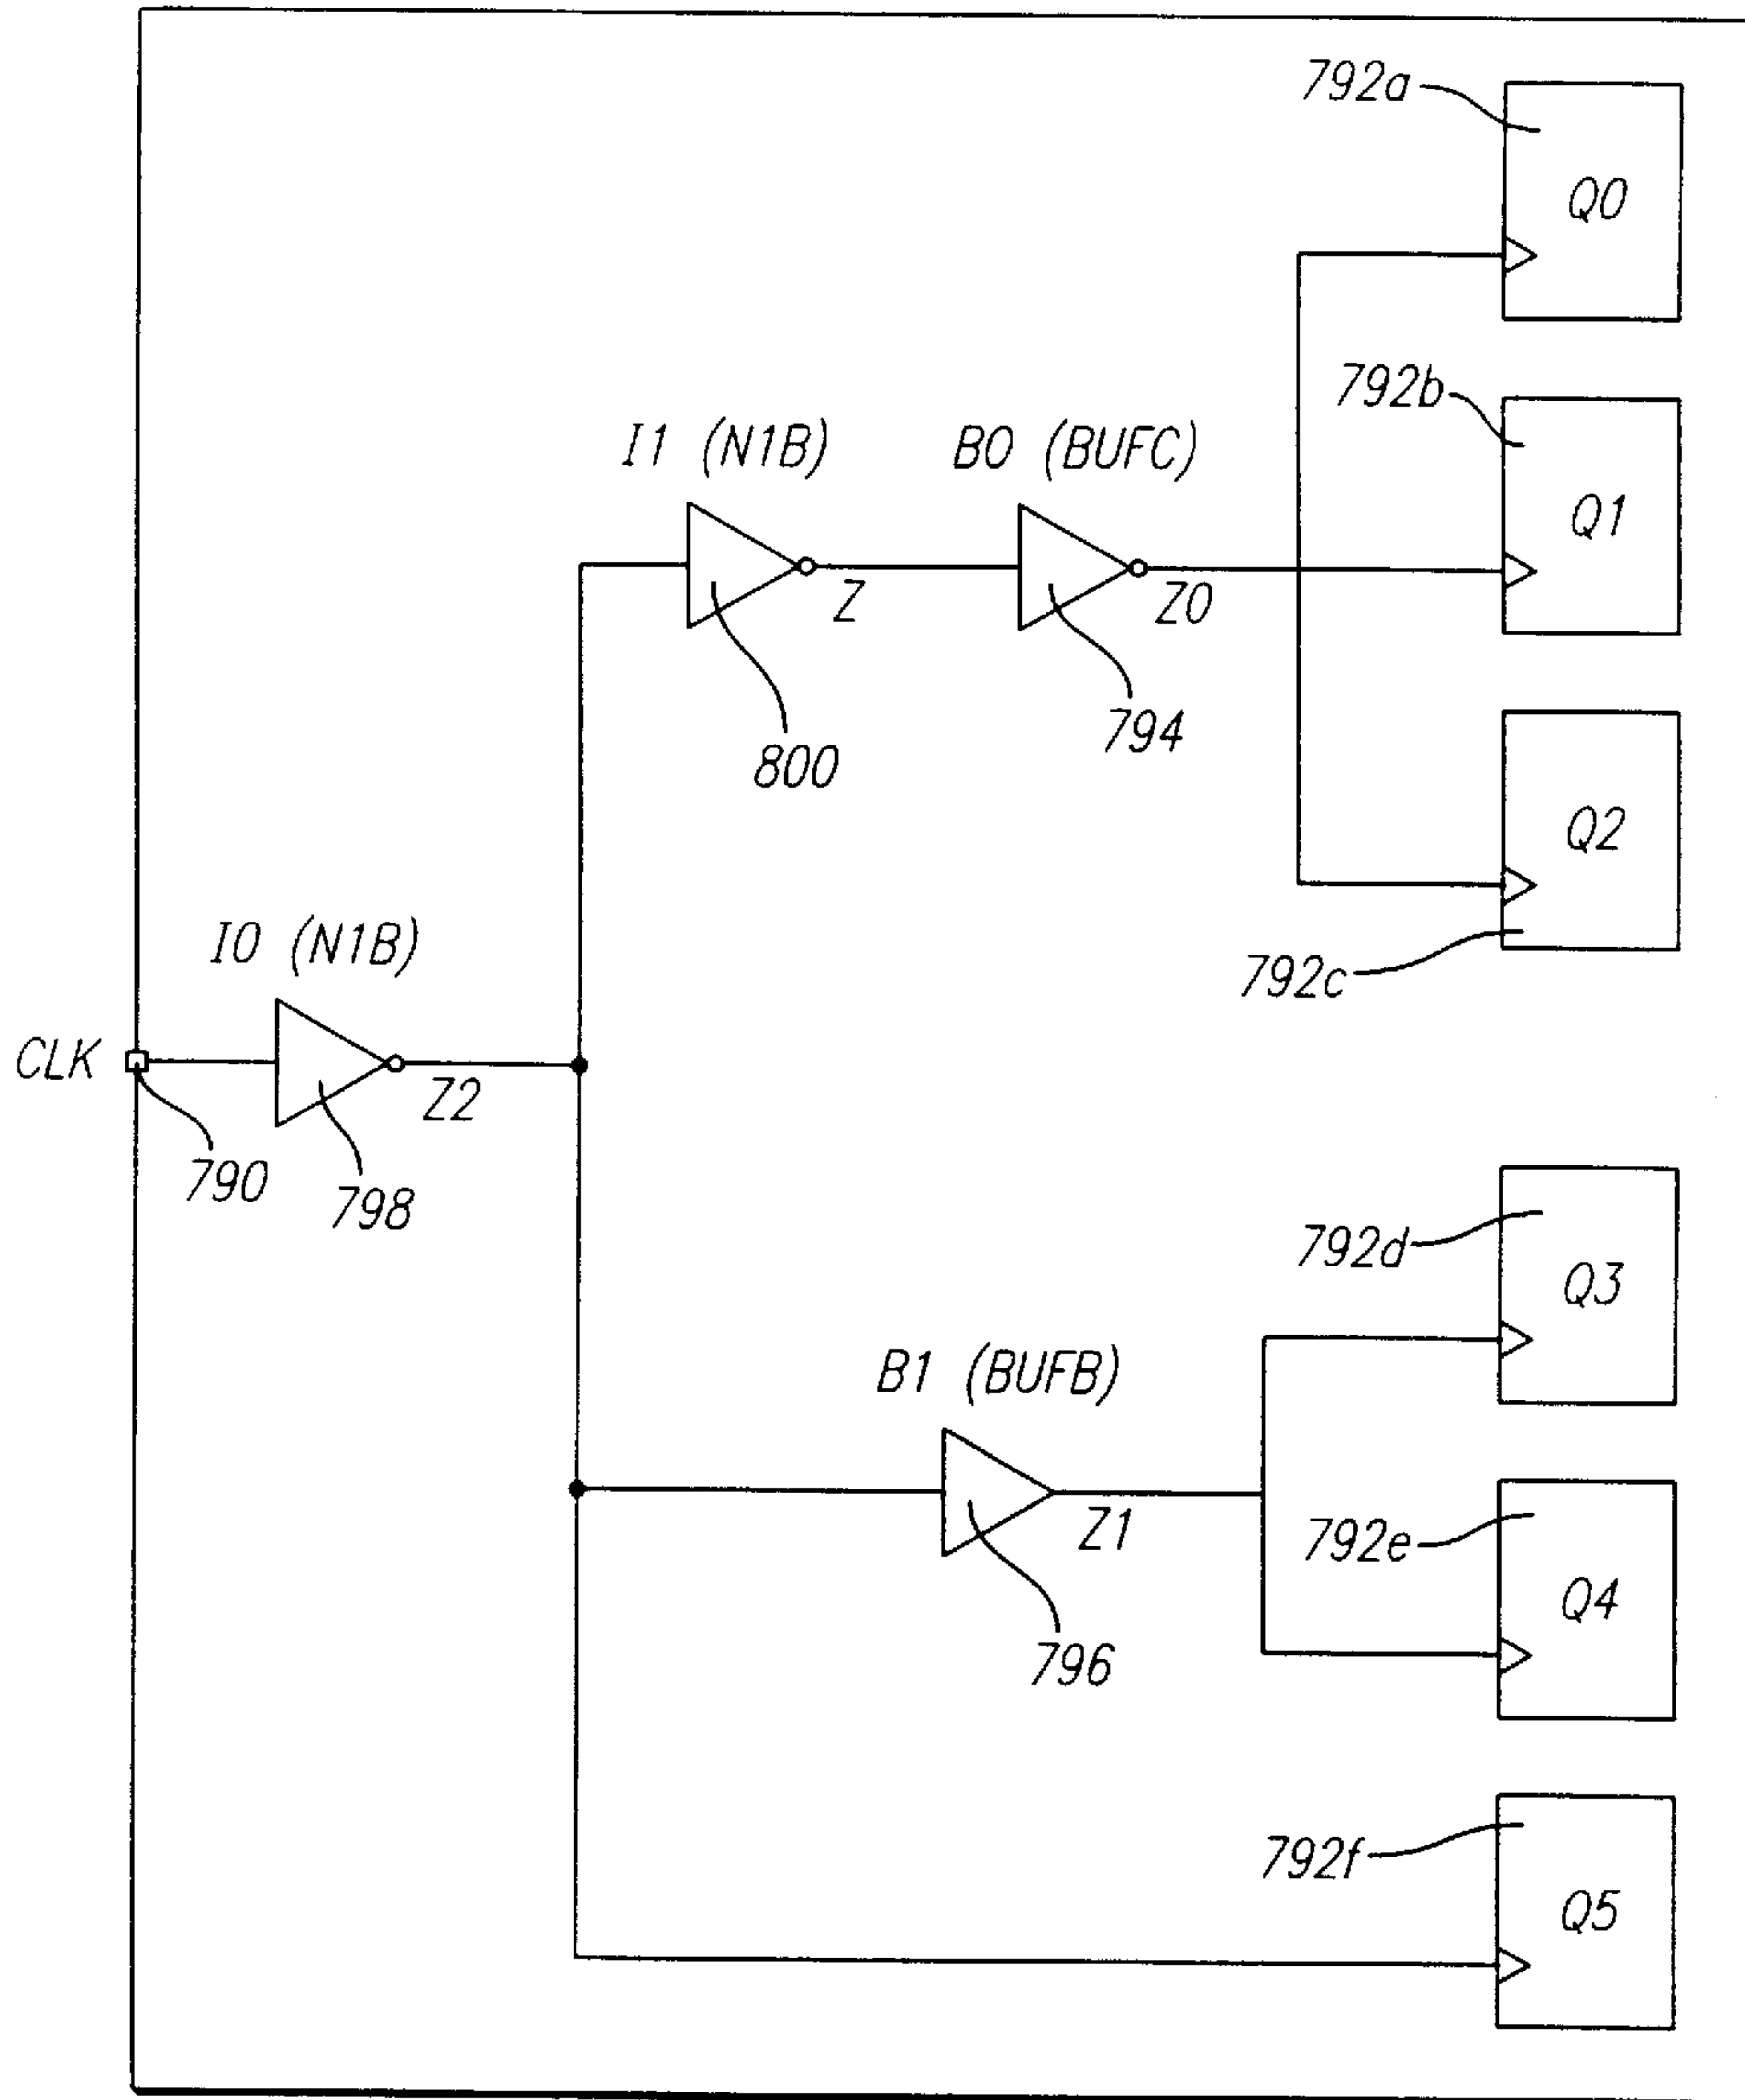 792a
Q0
792b
I1 (N1B)
B0 (BUFC)
Q1
Z
Z0
794
800
Q2
I0 (N1B)
792c
CLK
Z2
790
798
792d
Q3
B1 (BUFB)
Z1
792e
Q4
796
792f
Q5